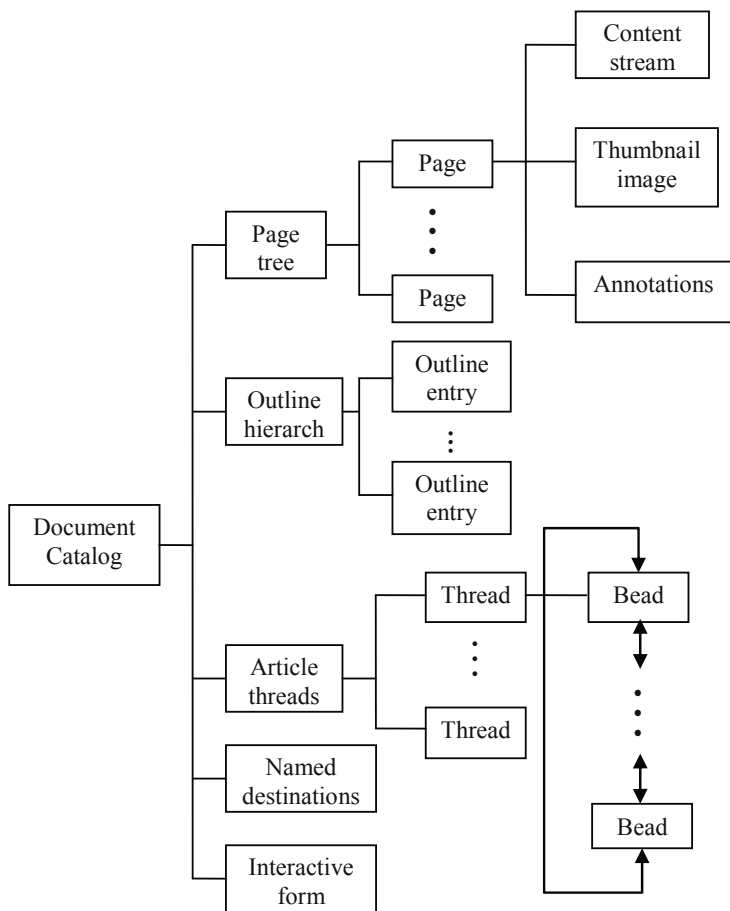 Content
stream
Page
Thumbnail
image
Page
tree
Page
Annotations
Outline
entry
Outline
hierarch
Outline
entry
Document
Catalog
Thread
Bead
Article
threads
Thread
Named
destinations
Bead
Interactive
form